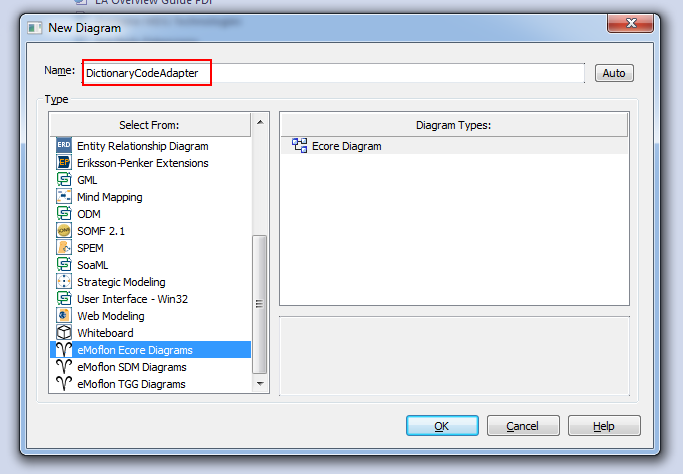 EA Overview Guide PDF
New Diagram
Name: DictionaryCodeAdapter Auto
Type
Select From:
ERD Entity Relationship Diagram
EP Eriksson-Penker Extensions
GML
Mind Mapping
ODM
SOMF 2.1
SPEM
SoaML
Strategic Modeling
User Interface - Win32
Web Modeling
Whiteboard
eMoflon Ecore Diagrams
eMoflon SDM Diagrams
eMoflon TGG Diagrams
Diagram Types:
Ecore Diagram
OK Cancel Help